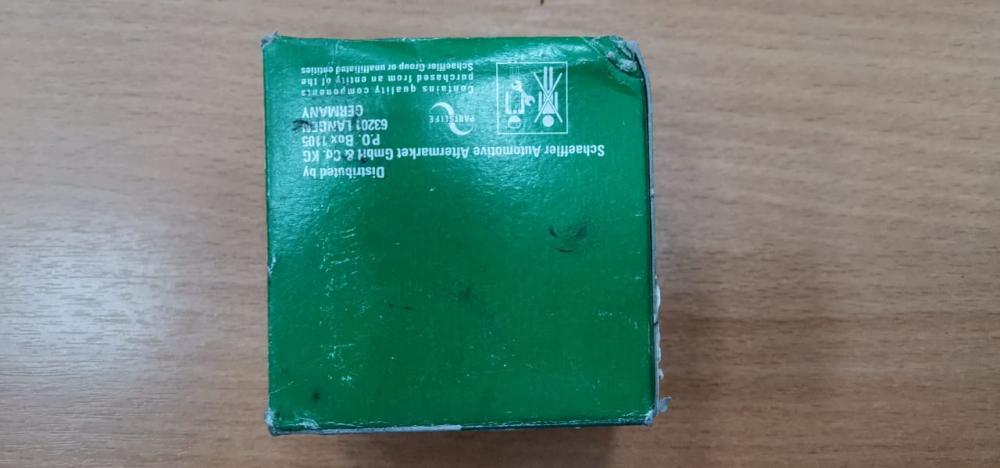 Distributed by
Schaeffler Automotive Aftermarket GmbH & Co. KG
P.O. Box 1105
63201 LANGEN
GERMANY
PARTSLIFE
Contains quality components
purchased from an entity of the
Schaeffler Group or unaffiliated entities